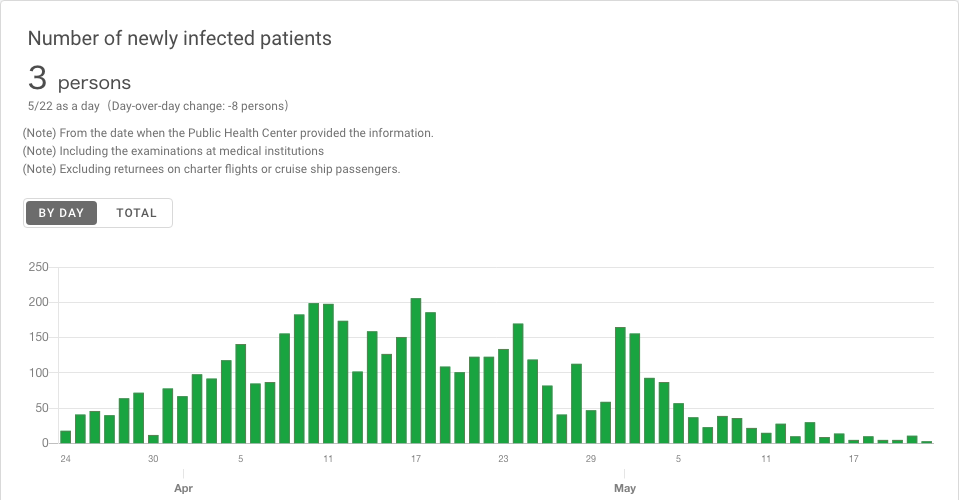 Number of newly infected patients
3 persons
5/22 as a day（Day-over-day change: -8 persons）
(Note) From the date when the Public Health Center provided the information.
(Note) Including the examinations at medical institutions
(Note) Excluding returnees on charter flights or cruise ship passengers.
BY DAY TOTAL
250
200
150
100
50
0
24 30 5 11 17 23 29 5 11 17
Apr May